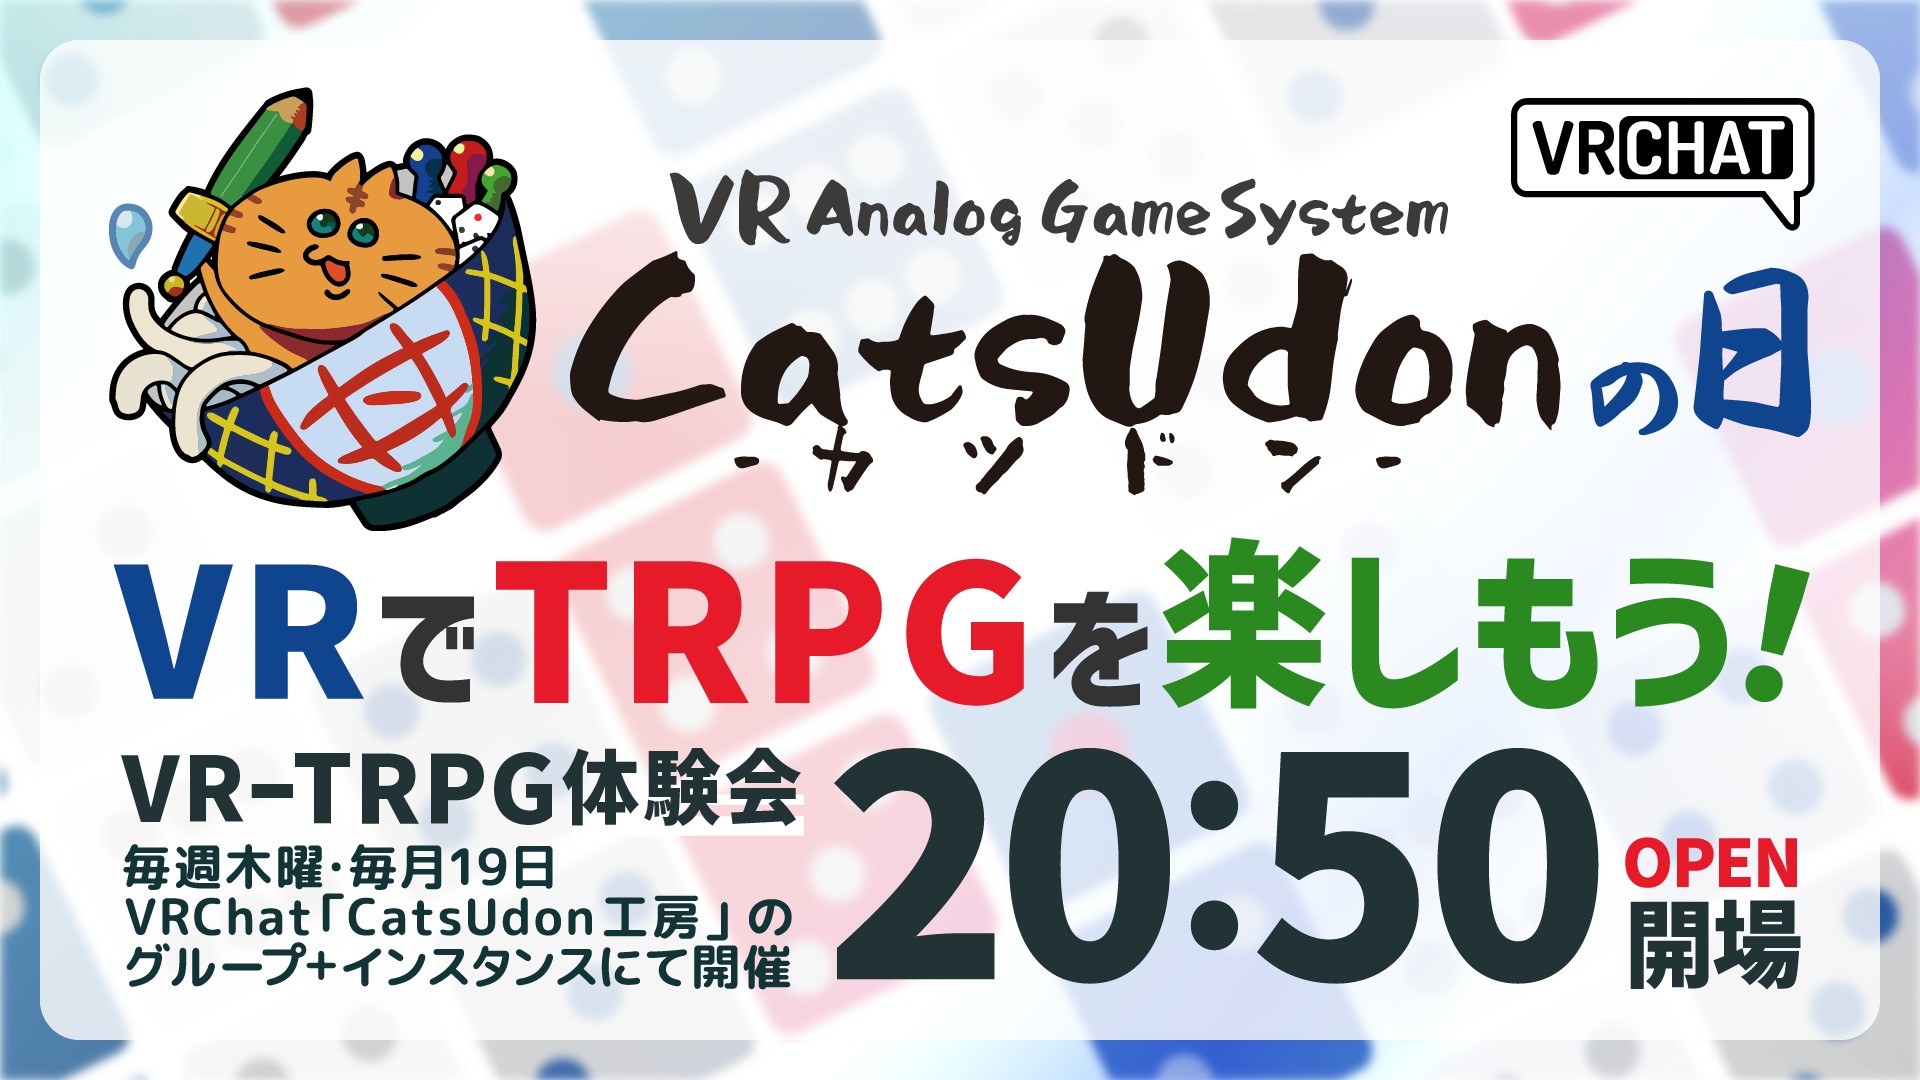 VRCHAT
VR Analog Game System
CatsUdonの日
-カツドン-
VRでTRPGを楽しもう!
VR-TRPG体験会
毎週木曜・毎月19日
VRChat「CatsUdon工房」の
グループ+インスタンスにて開催
20:50
OPEN
開場